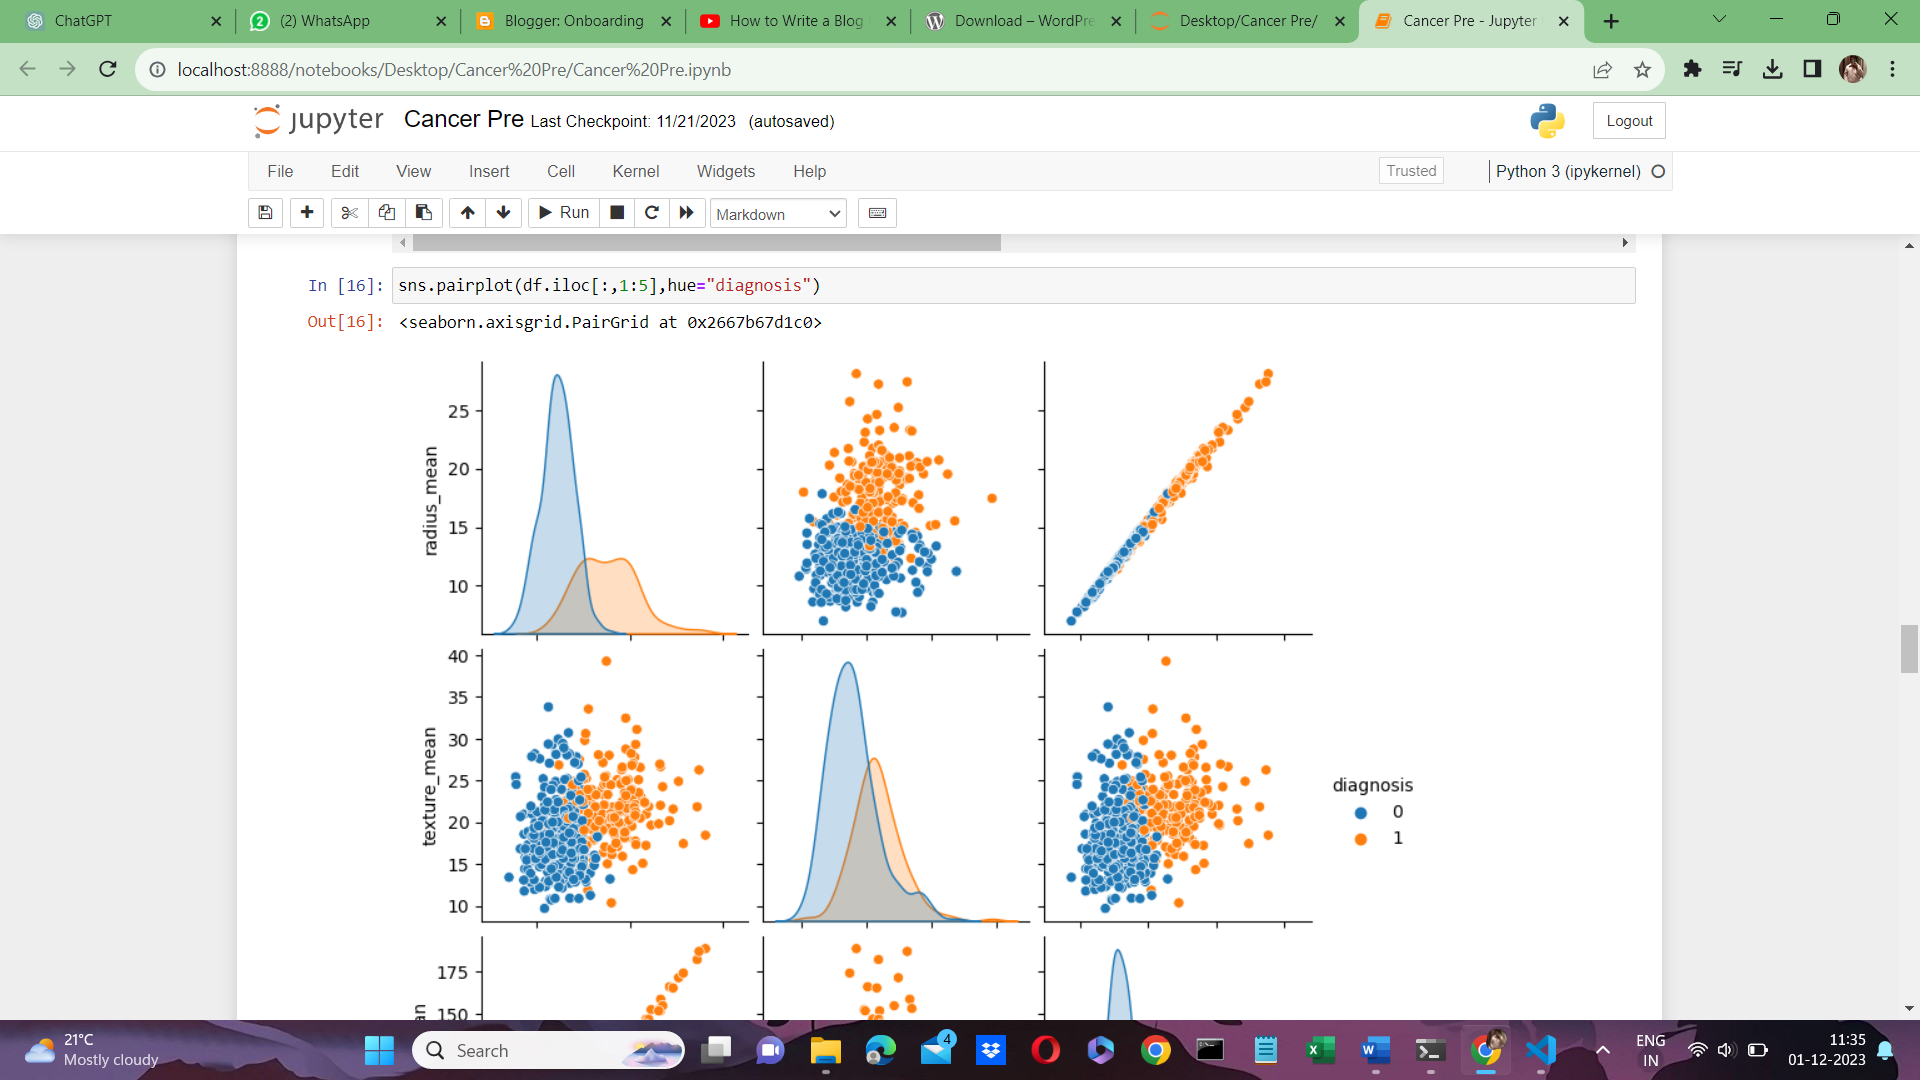 ChatGPT
(2) WhatsApp
Blogger: Onboarding
How to Write a Blog
Download – WordPre
Desktop/Cancer Pre/
Cancer Pre - Jupyter
localhost:8888/notebooks/Desktop/Cancer%20Pre/Cancer%20Pre.ipynb
jupyter Cancer Pre Last Checkpoint: 11/21/2023 (autosaved)
Logout
File Edit View Insert Cell Kernel Widgets Help
Trusted
Python 3 (ipykernel)
Run
Markdown
In [16]: sns.pairplot(df.iloc[:,1:5],hue="diagnosis")
Out[16]: <seaborn.axisgrid.PairGrid at 0x2667b67d1c0>
radius_mean
25
20
15
10
texture_mean
40
35
30
25
20
15
10
diagnosis
0
1
175
150
21°C
Mostly cloudy
Search
4
ENG
IN
11:35
01-12-2023